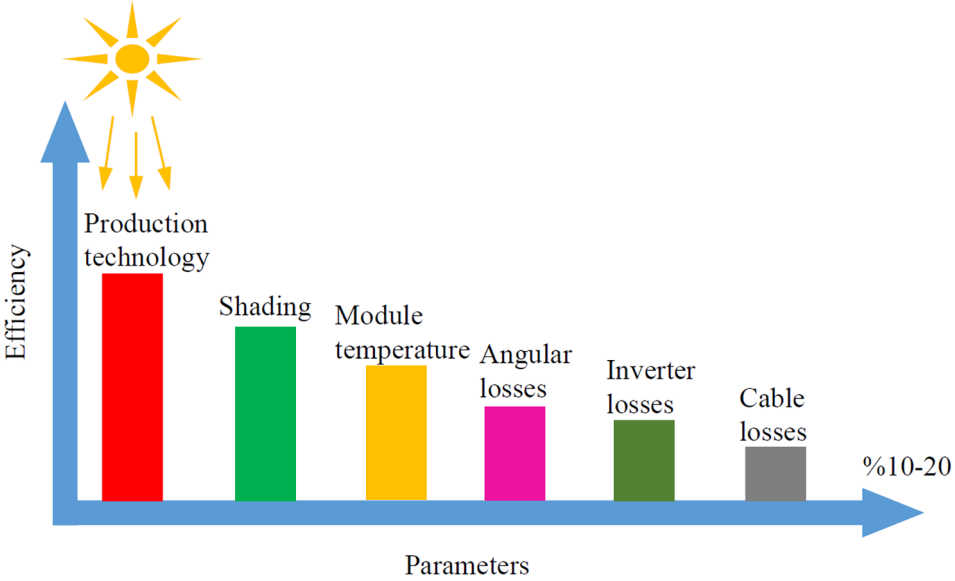 Production
technology
Shading
Module
temperature
Angular
losses
Inverter
losses
Cable
losses
%10-20
Efficiency
Parameters